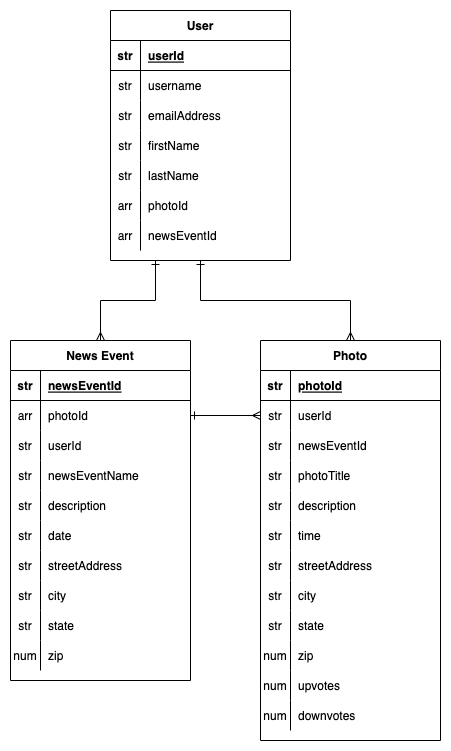 User
str userId
str username
str emailAddress
str firstName
str lastName
arr photoId
arr newsEventId
News Event
str newsEventId
arr photoId
str userId
str newsEventName
str description
str date
str streetAddress
str city
str state
num zip
Photo
str photoId
str userId
str newsEventId
str photoTitle
str description
str time
str streetAddress
str city
str state
num zip
num upvotes
num downvotes